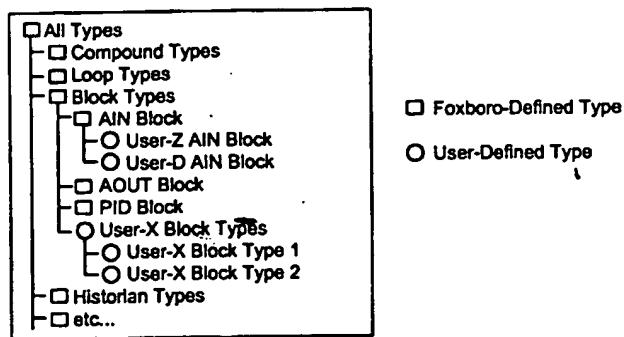 All Types
Compound Types
Loop Types
Block Types
AIN Block
User-Z AIN Block
User-D AIN Block
AOUT Block
PID Block
User-X Block Types
User-X Block Type 1
User-X Block Type 2
Historian Types
etc...
Foxboro-Defined Type
User-Defined Type